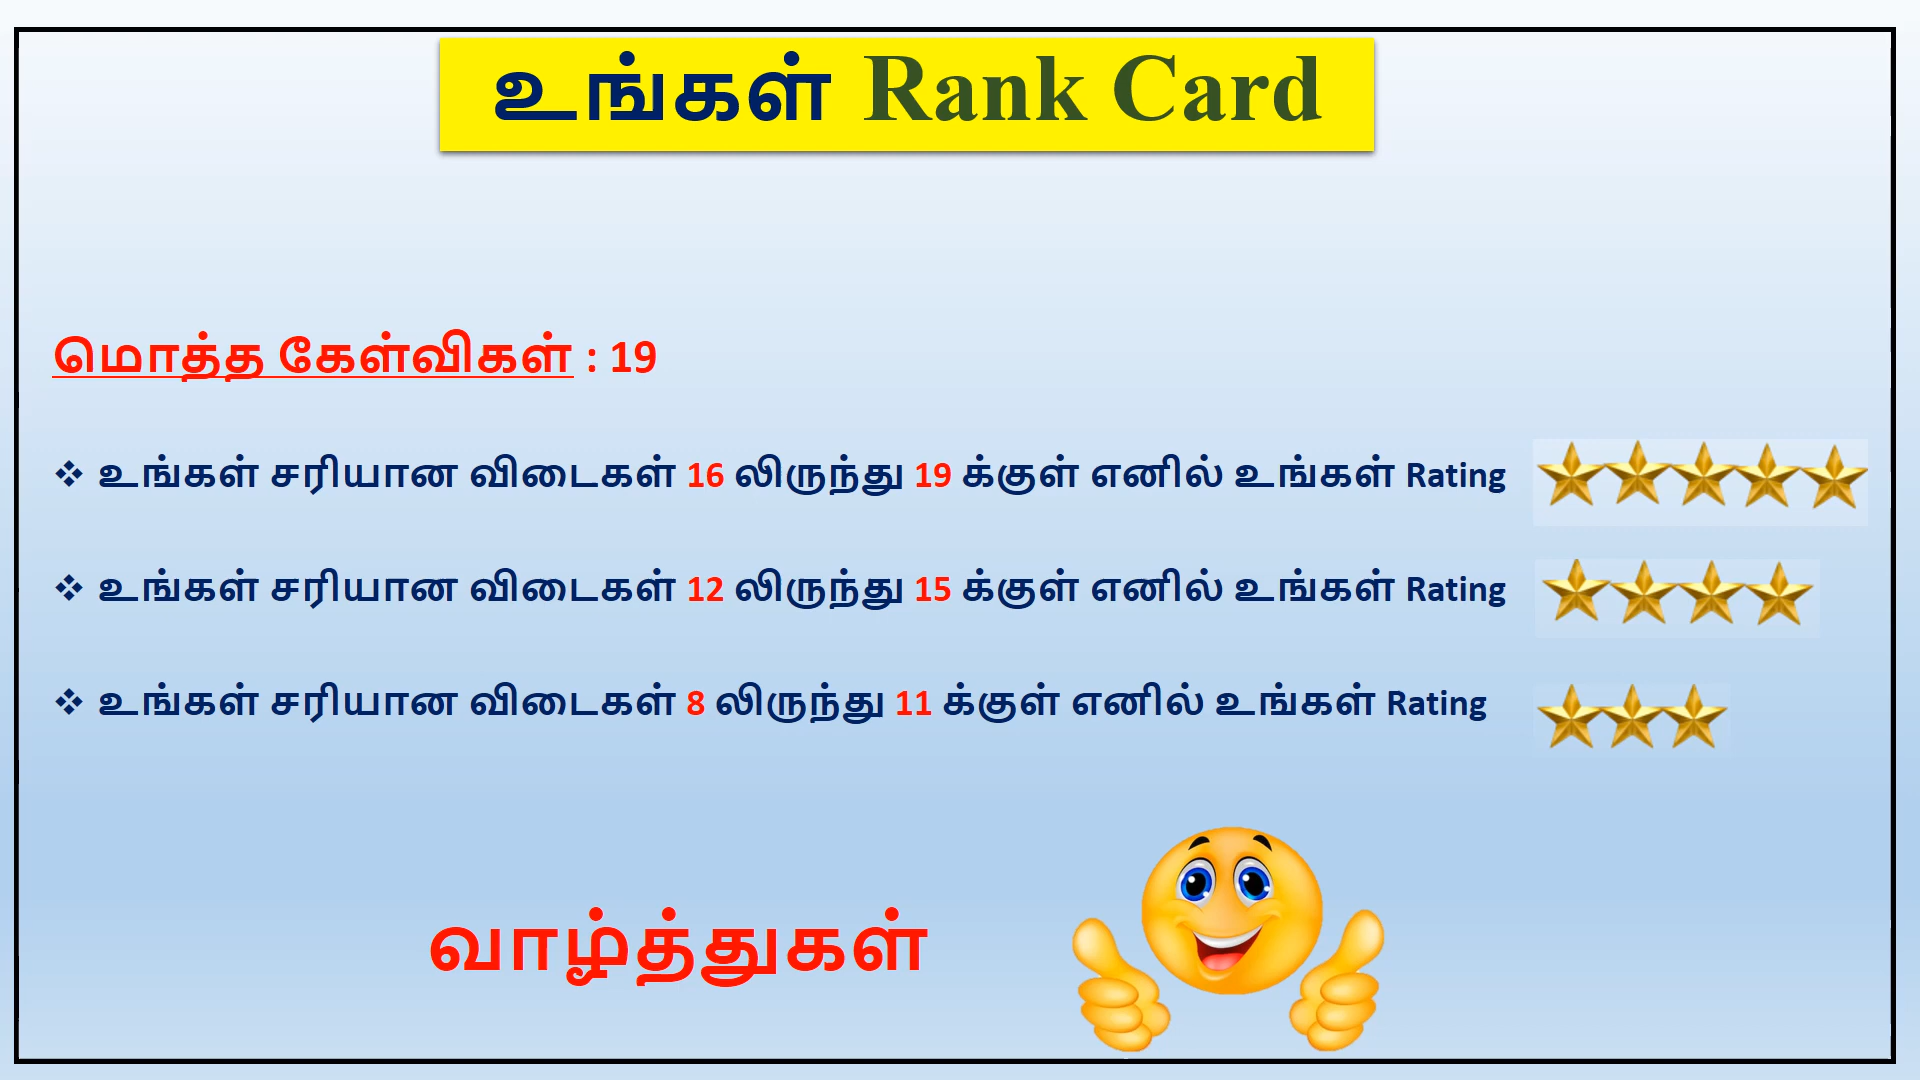 உங்கள் Rank Card
மொத்த கேள்விகள் : 19
❖ உங்கள் சரியான விடைகள் 16 லிருந்து 19 க்குள் எனில் உங்கள் Rating
❖ உங்கள் சரியான விடைகள் 12 லிருந்து 15 க்குள் எனில் உங்கள் Rating
❖ உங்கள் சரியான விடைகள் 8 லிருந்து 11 க்குள் எனில் உங்கள் Rating
வாழ்த்துகள்